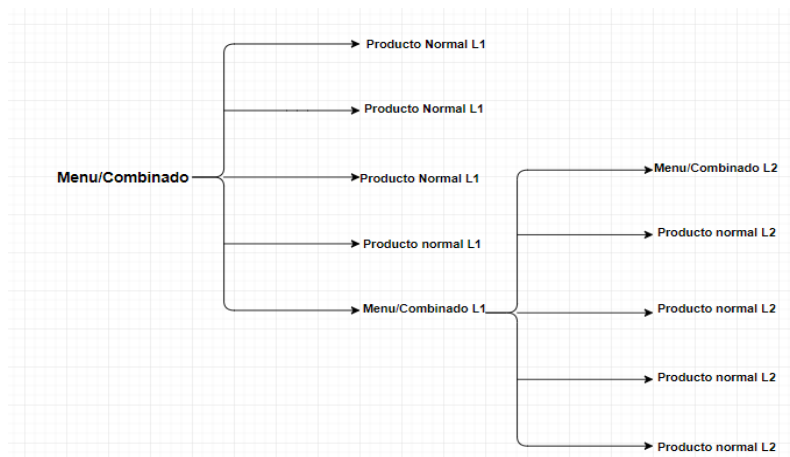 Producto Normal L1
Producto Normal L1
Menu/Combinado
Producto Normal L1
Producto normal L1
Menu/Combinado L1
Menu/Combinado L2
Producto normal L2
Producto normal L2
Producto normal L2
Producto normal L2